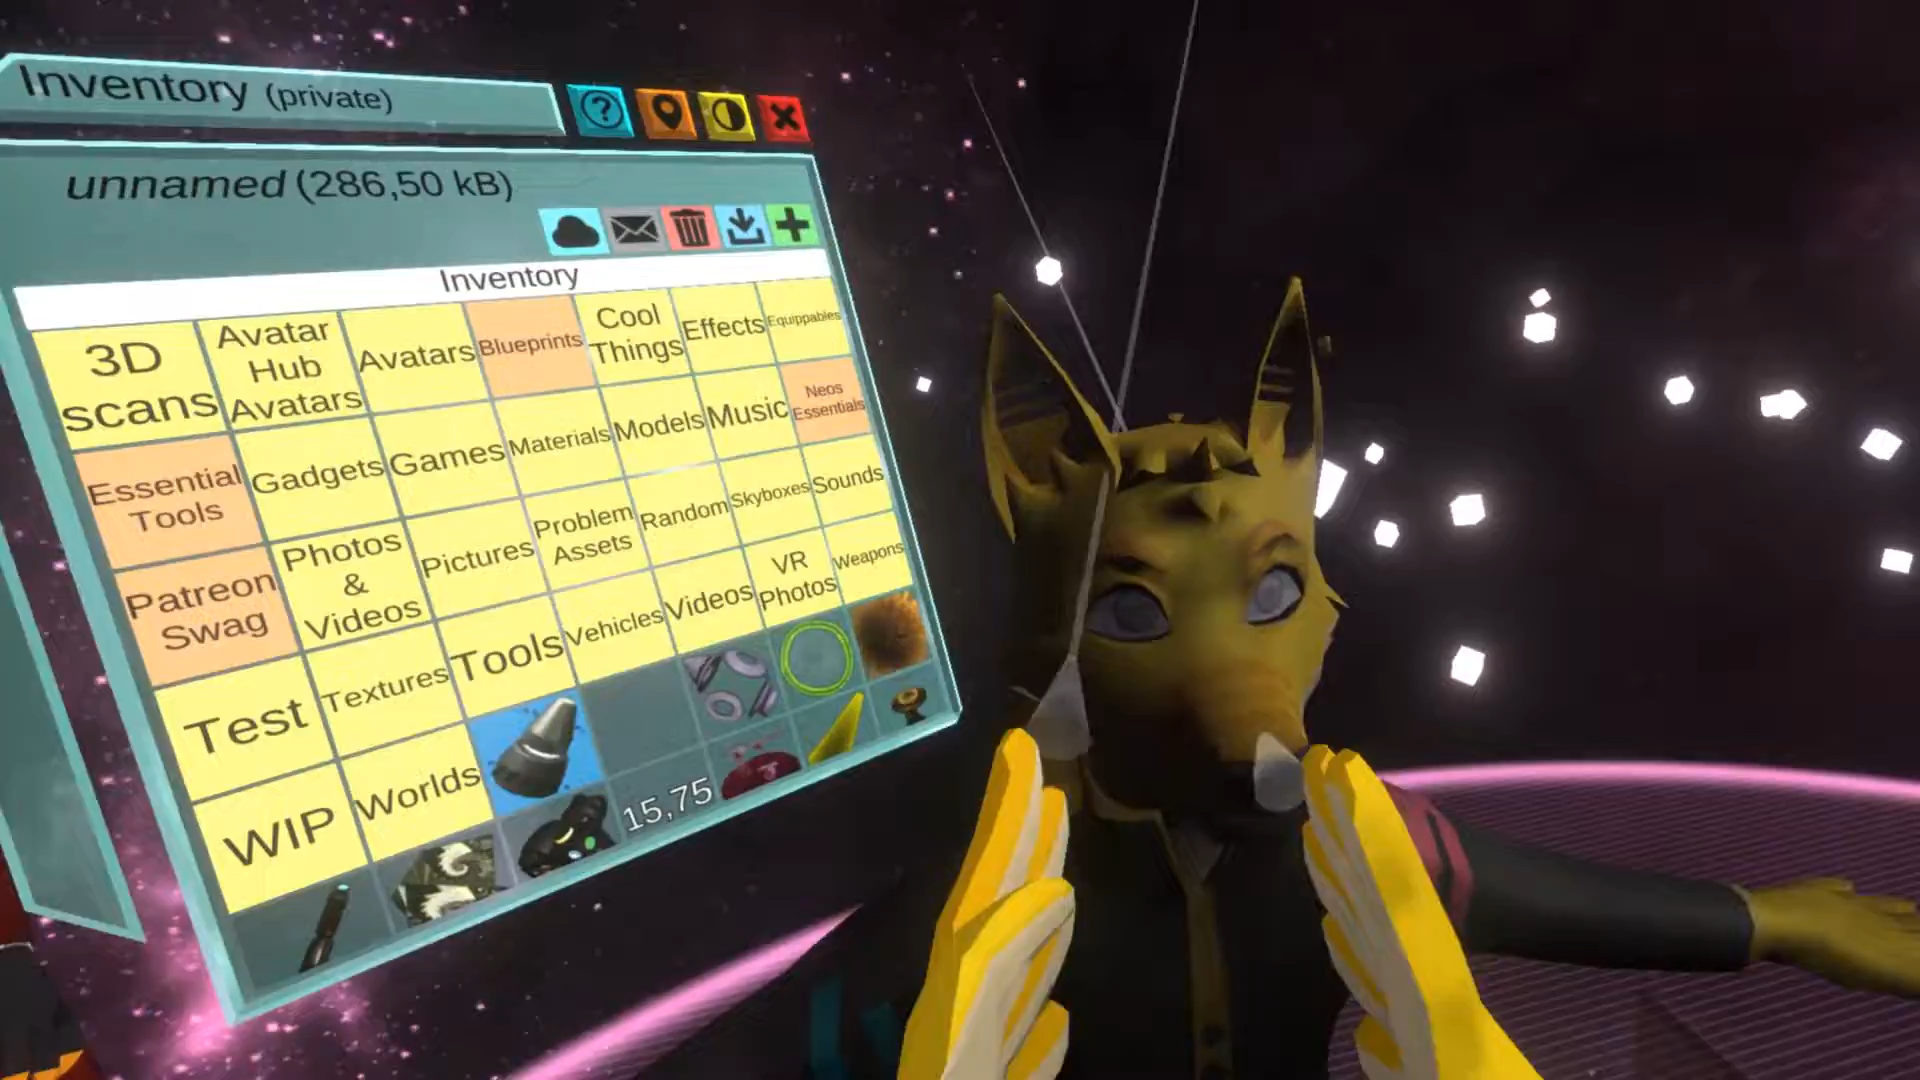 Inventory (private)
?
unnamed (286,50 kB)
Inventory
3D scans
Avatar Hub Avatars
Avatars
Blueprints
Cool Things
Effects
Equippables
Essential Tools
Gadgets
Games
Materials
Models
Music
Neos Essentials
Patreon Swag
Photos & Videos
Pictures
Problem Assets
Random
Skyboxes
Sounds
Test
Textures
Tools
Vehicles
Videos
VR Photos
Weapons
WIP
Worlds
15,75